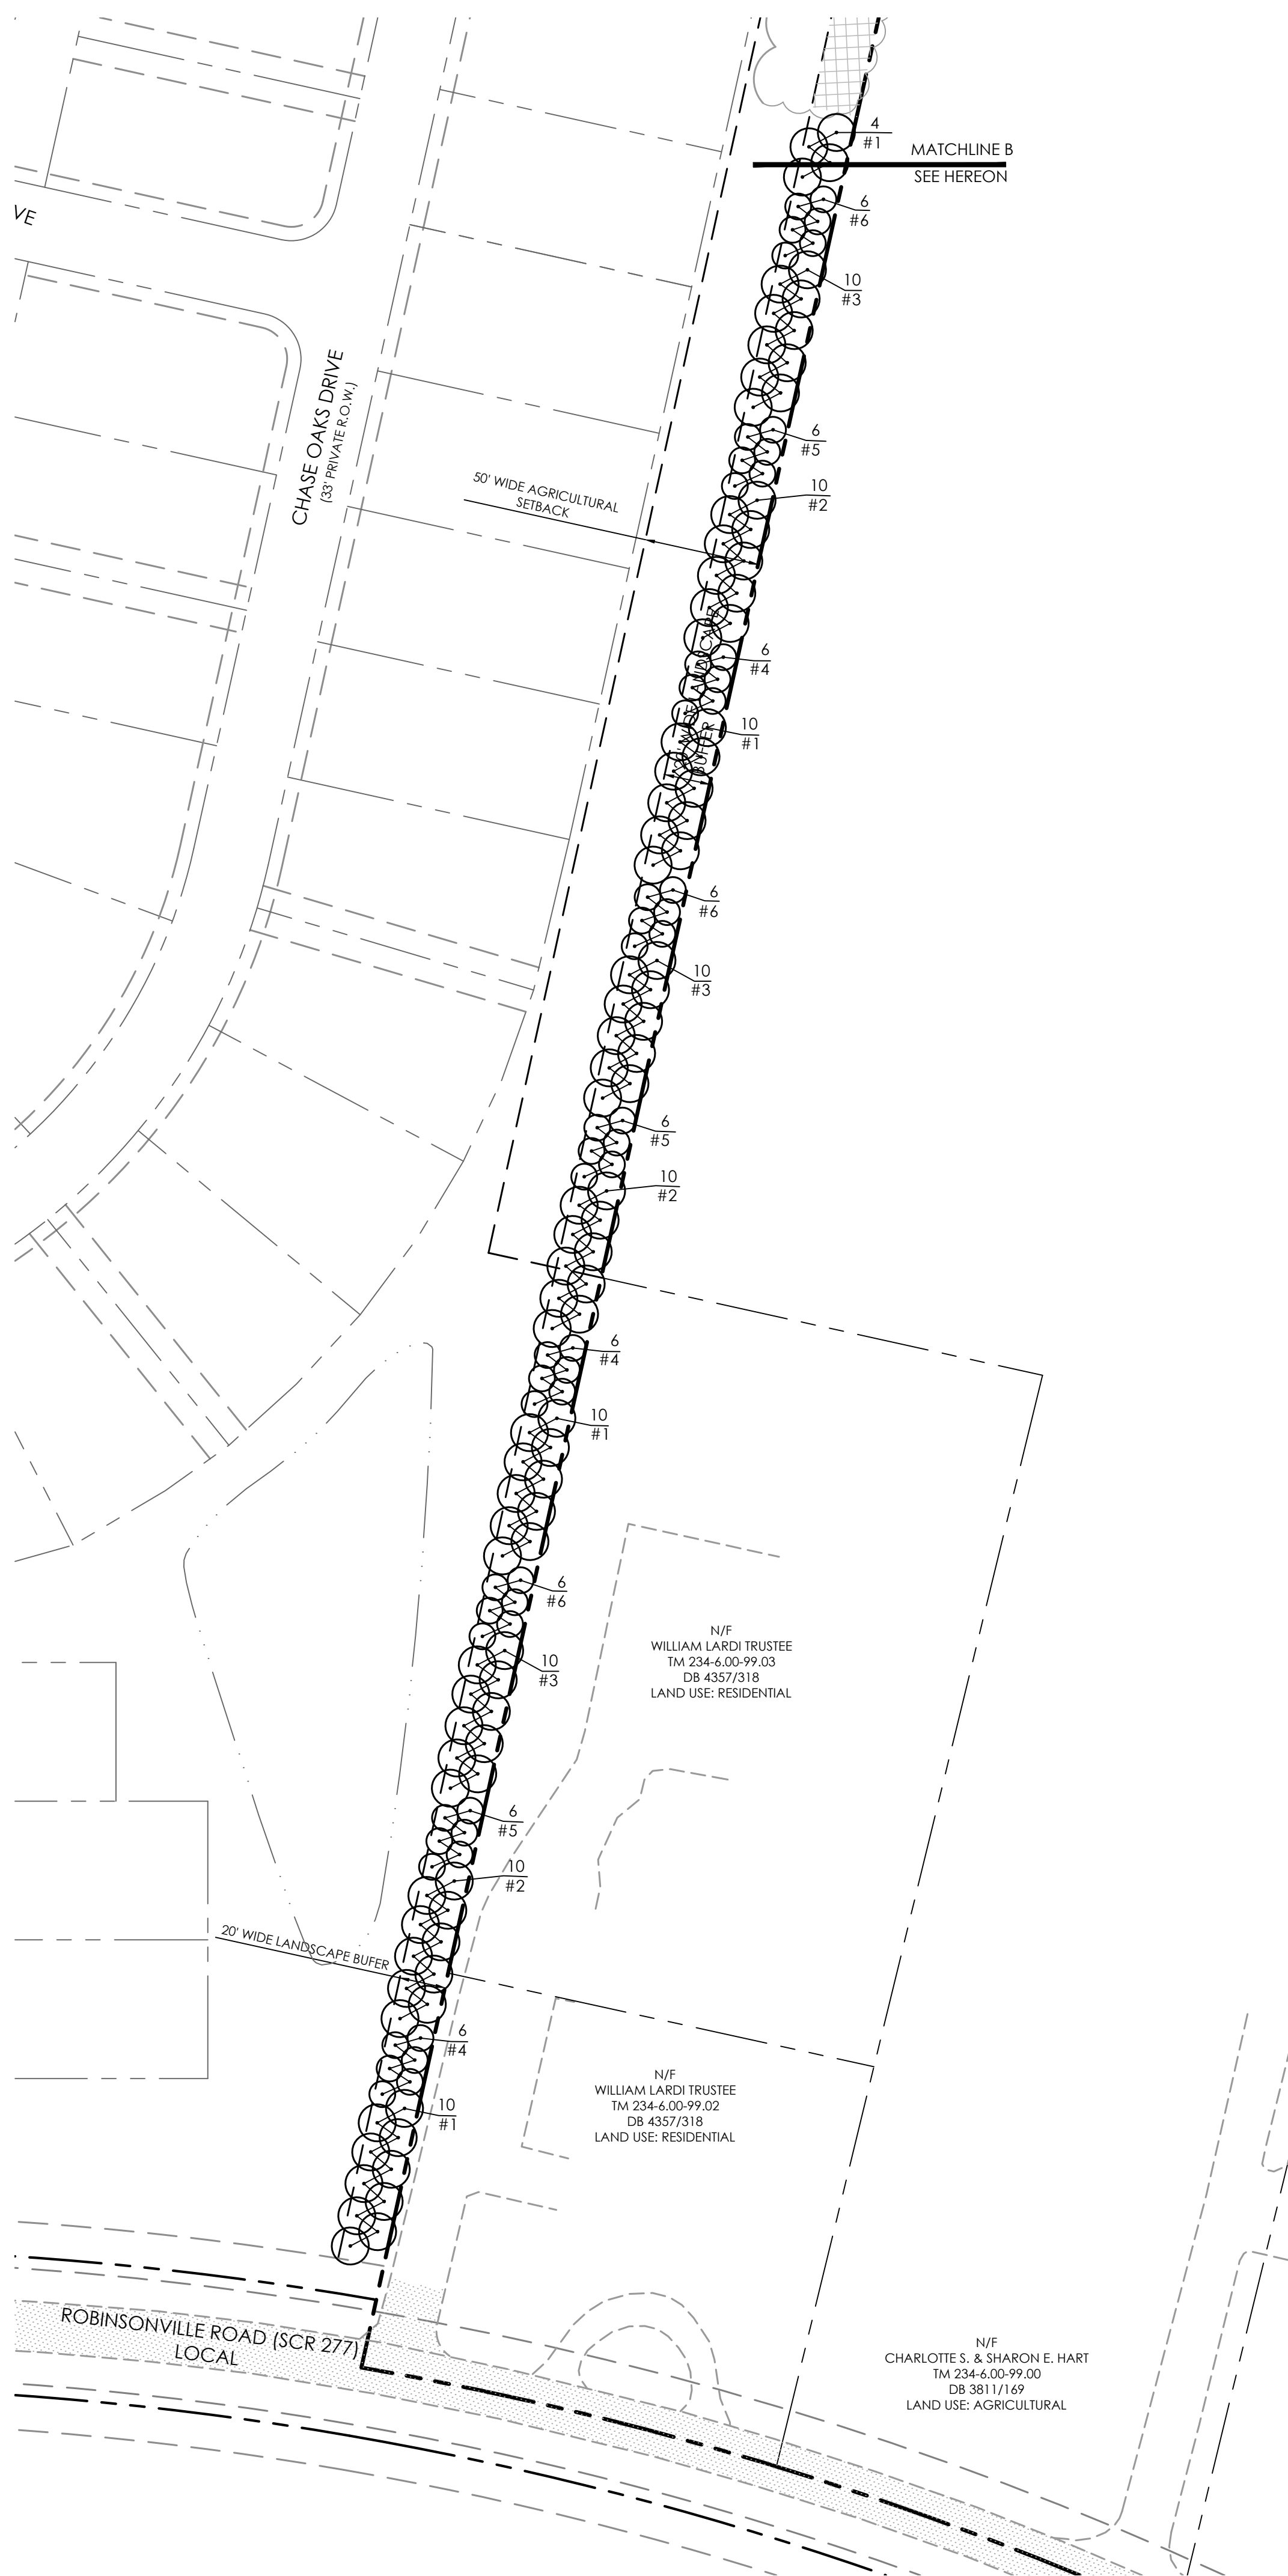 4
#1
MATCHLINE B
SEE HEREON
6
#6
VE
10
#3
CHASE OAKS DRIVE
(33' PRIVATE R.O.W.)
6
#5
50' WIDE AGRICULTURAL
SETBACK
10
#2
6
#4
20' WIDE LANDSCAPE
BUFFER
10
#1
6
#6
10
#3
6
#5
10
#2
6
#4
10
#1
6
#6
N/F
WILLIAM LARDI TRUSTEE
TM 234-6.00-99.03
DB 4357/318
LAND USE: RESIDENTIAL
10
#3
6
#5
10
#2
20' WIDE LANDSCAPE BUFER
6
#4
N/F
WILLIAM LARDI TRUSTEE
TM 234-6.00-99.02
DB 4357/318
LAND USE: RESIDENTIAL
10
#1
ROBINSONVILLE ROAD (SCR 277)
LOCAL
N/F
CHARLOTTE S. & SHARON E. HART
TM 234-6.00-99.00
DB 3811/169
LAND USE: AGRICULTURAL